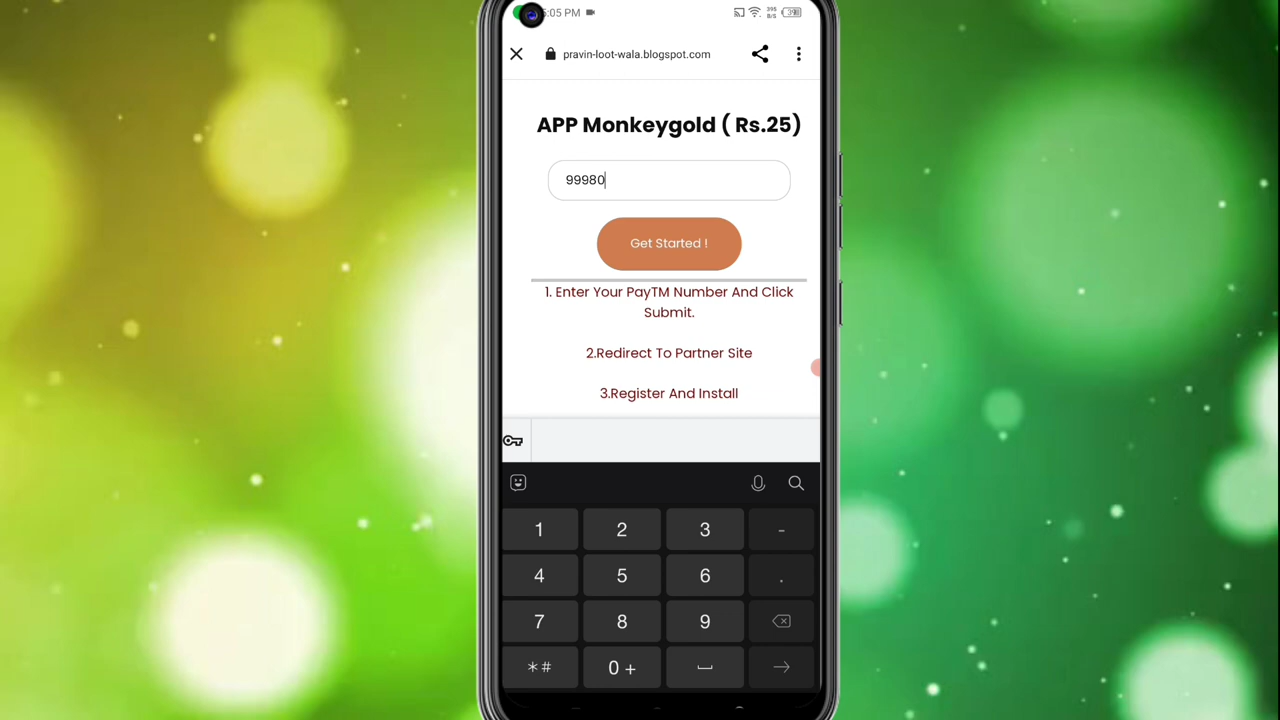 5:05 PM 395 B/S
pravin-loot-wala.blogspot.com
APP Monkeygold ( Rs.25)
99980
Get Started !
1. Enter Your PayTM Number And Click
Submit.
2.Redirect To Partner Site
3.Register And Install
1 2 3 -
4 5 6 .
7 8 9
*# 0 +